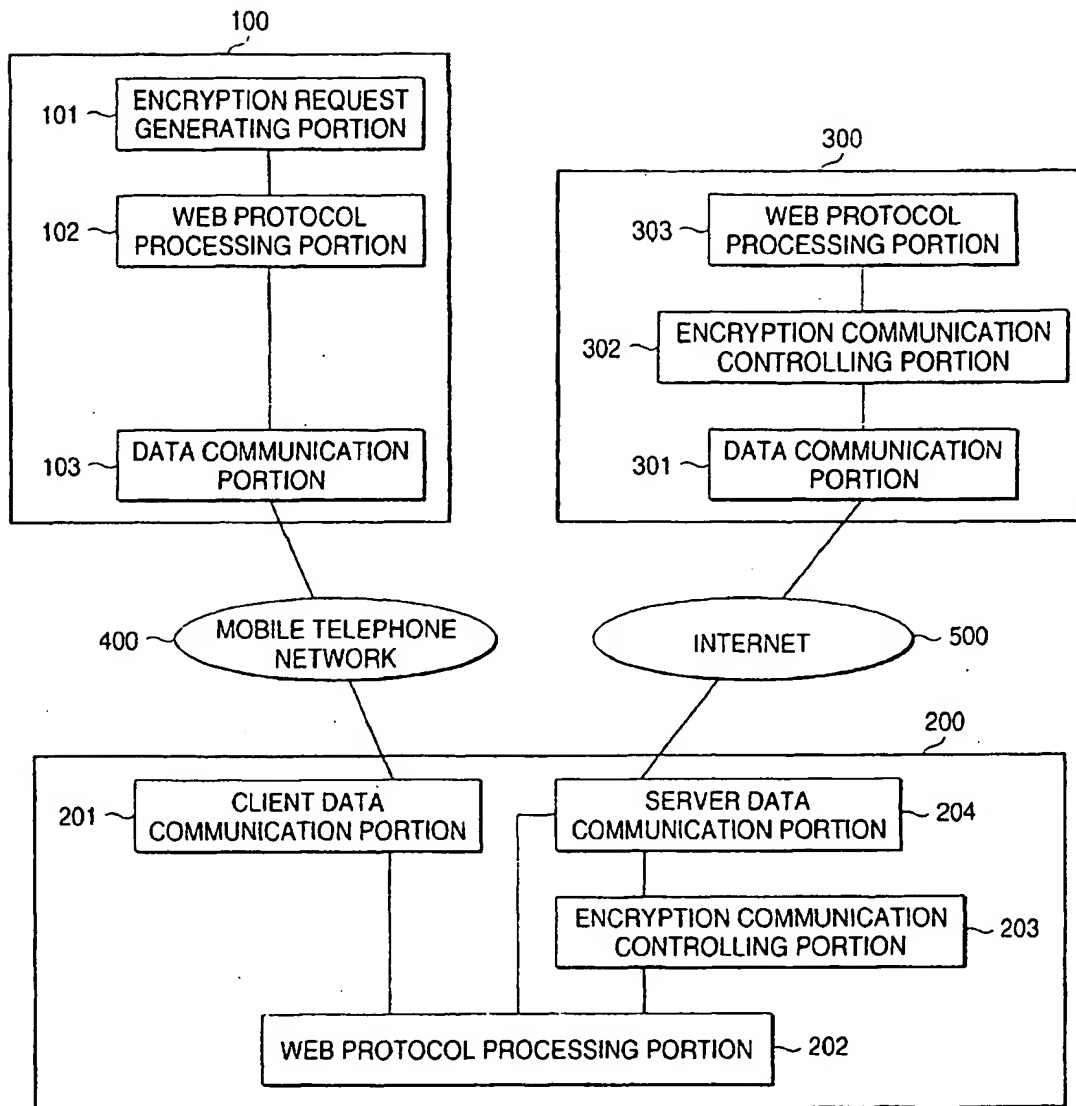 100
101
ENCRYPTION REQUEST
GENERATING PORTION
102
WEB PROTOCOL
PROCESSING PORTION
103
DATA COMMUNICATION
PORTION
300
303
WEB PROTOCOL
PROCESSING PORTION
302
ENCRYPTION COMMUNICATION
CONTROLLING PORTION
301
DATA COMMUNICATION
PORTION
400
MOBILE TELEPHONE
NETWORK
INTERNET
500
200
201
CLIENT DATA
COMMUNICATION PORTION
SERVER DATA
COMMUNICATION PORTION
204
ENCRYPTION COMMUNICATION
CONTROLLING PORTION
203
WEB PROTOCOL PROCESSING PORTION
202